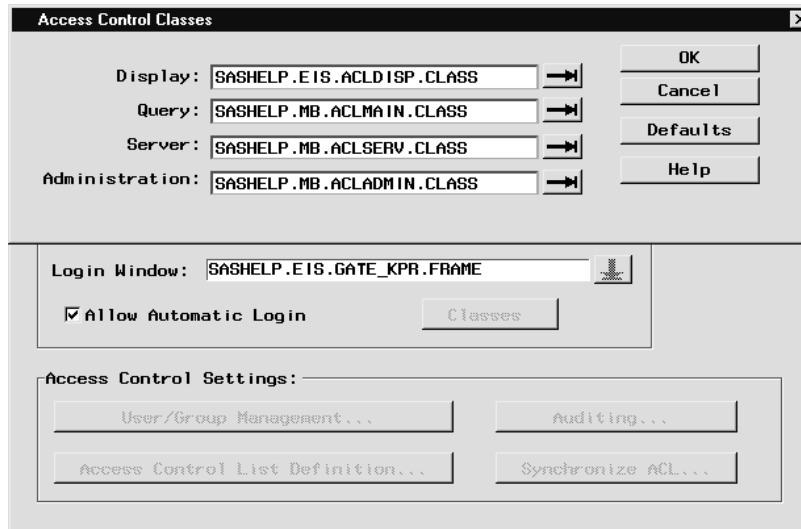 Access Control Classes
Display: SASHELP.EIS.ACLDISP.CLASS
Query: SASHELP.MB.ACLMAIN.CLASS
Server: SASHELP.MB.ACLSERV.CLASS
Administration: SASHELP.MB.ACLADMIN.CLASS
OK
Cancel
Defaults
Help
Login Window: SASHELP.EIS.GATE_KPR.FRAME
Allow Automatic Login
Classes
Access Control Settings:
User/Group Management...
Auditing...
Access Control List Definition...
Synchronize ACL...